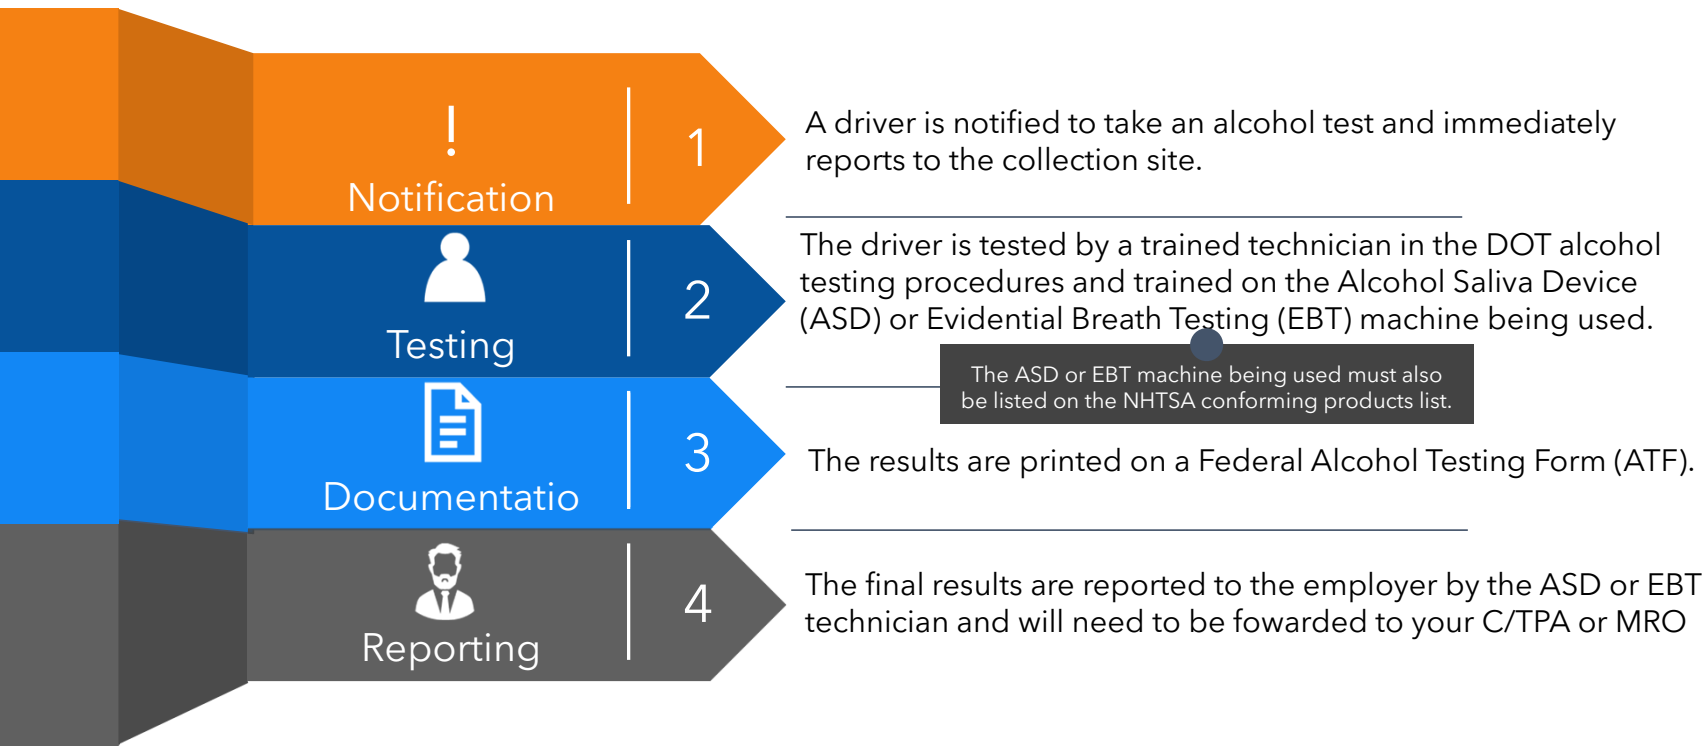 !
Notification
1
A driver is notified to take an alcohol test and immediately
reports to the collection site.
Testing
2
The driver is tested by a trained technician in the DOT alcohol
testing procedures and trained on the Alcohol Saliva Device
(ASD) or Evidential Breath Testing (EBT) machine being used.
The ASD or EBT machine being used must also
be listed on the NHTSA conforming products list.
Documentatio
3
The results are printed on a Federal Alcohol Testing Form (ATF).
Reporting
4
The final results are reported to the employer by the ASD or EBT
technician and will need to be fowarded to your C/TPA or MRO